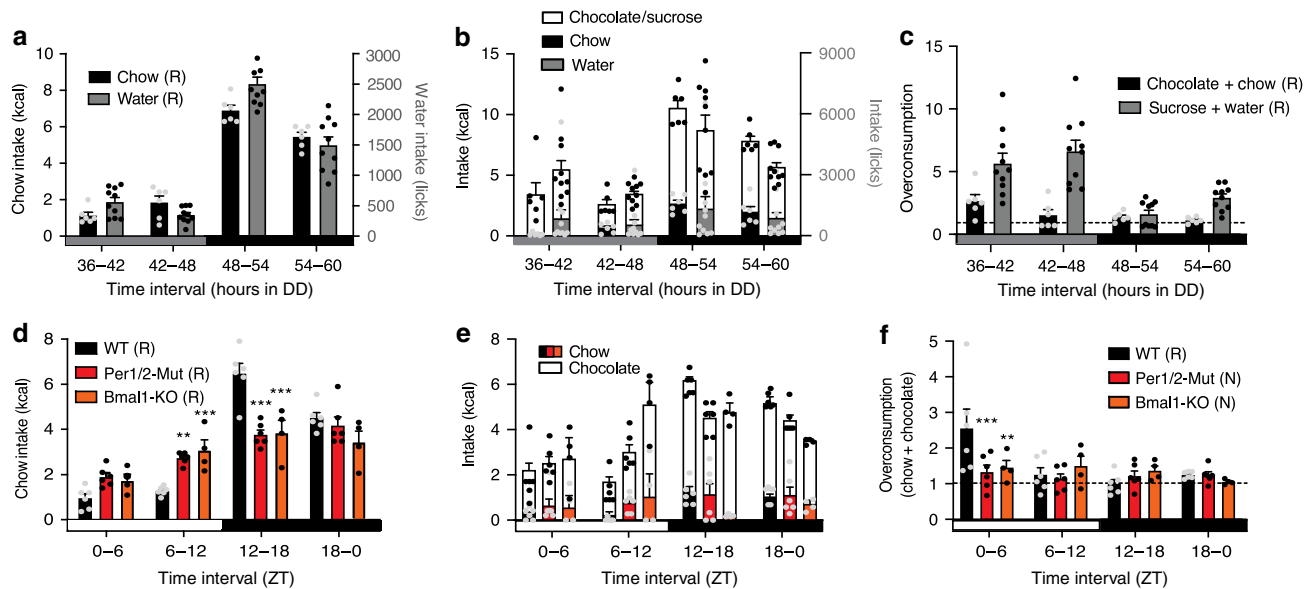 a
Chow intake (kcal)
10
8
6
4
2
0
Chow (R)
Water (R)
3000
2500
2000
1500
1000
500
0
Water intake (licks)
36–42
42–48
48–54
54–60
Time interval (hours in DD)
b
Chocolate/sucrose
Chow
Water
Intake (kcal)
15
10
5
0
9000
6000
3000
0
Intake (licks)
36–42
42–48
48–54
54–60
Time interval (hours in DD)
c
Overconsumption
15
10
5
0
Chocolate + chow (R)
Sucrose + water (R)
36–42
42–48
48–54
54–60
Time interval (hours in DD)
d
Chow intake (kcal)
8
6
4
2
0
WT (R)
Per1/2-Mut (R)
Bmal1-KO (R)
**
***
***
***
0–6
6–12
12–18
18–0
Time interval (ZT)
e
Intake (kcal)
8
6
4
2
0
Chow
Chocolate
0–6
6–12
12–18
18–0
Time interval (ZT)
f
Overconsumption
(chow + chocolate)
5
4
3
2
1
0
WT (R)
Per1/2-Mut (N)
Bmal1-KO (N)
***
**
0–6
6–12
12–18
18–0
Time interval (ZT)